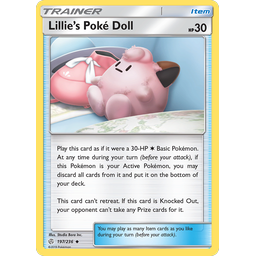 TRAINER
Item
Lillie's Poké Doll
HP30
Play this card as if it were a 30-HP Basic Pokémon.
At any time during your turn (before your attack), if
this Pokémon is your Active Pokémon, you may
discard all cards from it and put it on the bottom of
your deck.
This card can't retreat. If this card is Knocked Out,
your opponent can't take any Prize cards for it.
You may play as many Item cards as you like
during your turn (before your attack).
Illus. Studio Bora Inc.
197/236